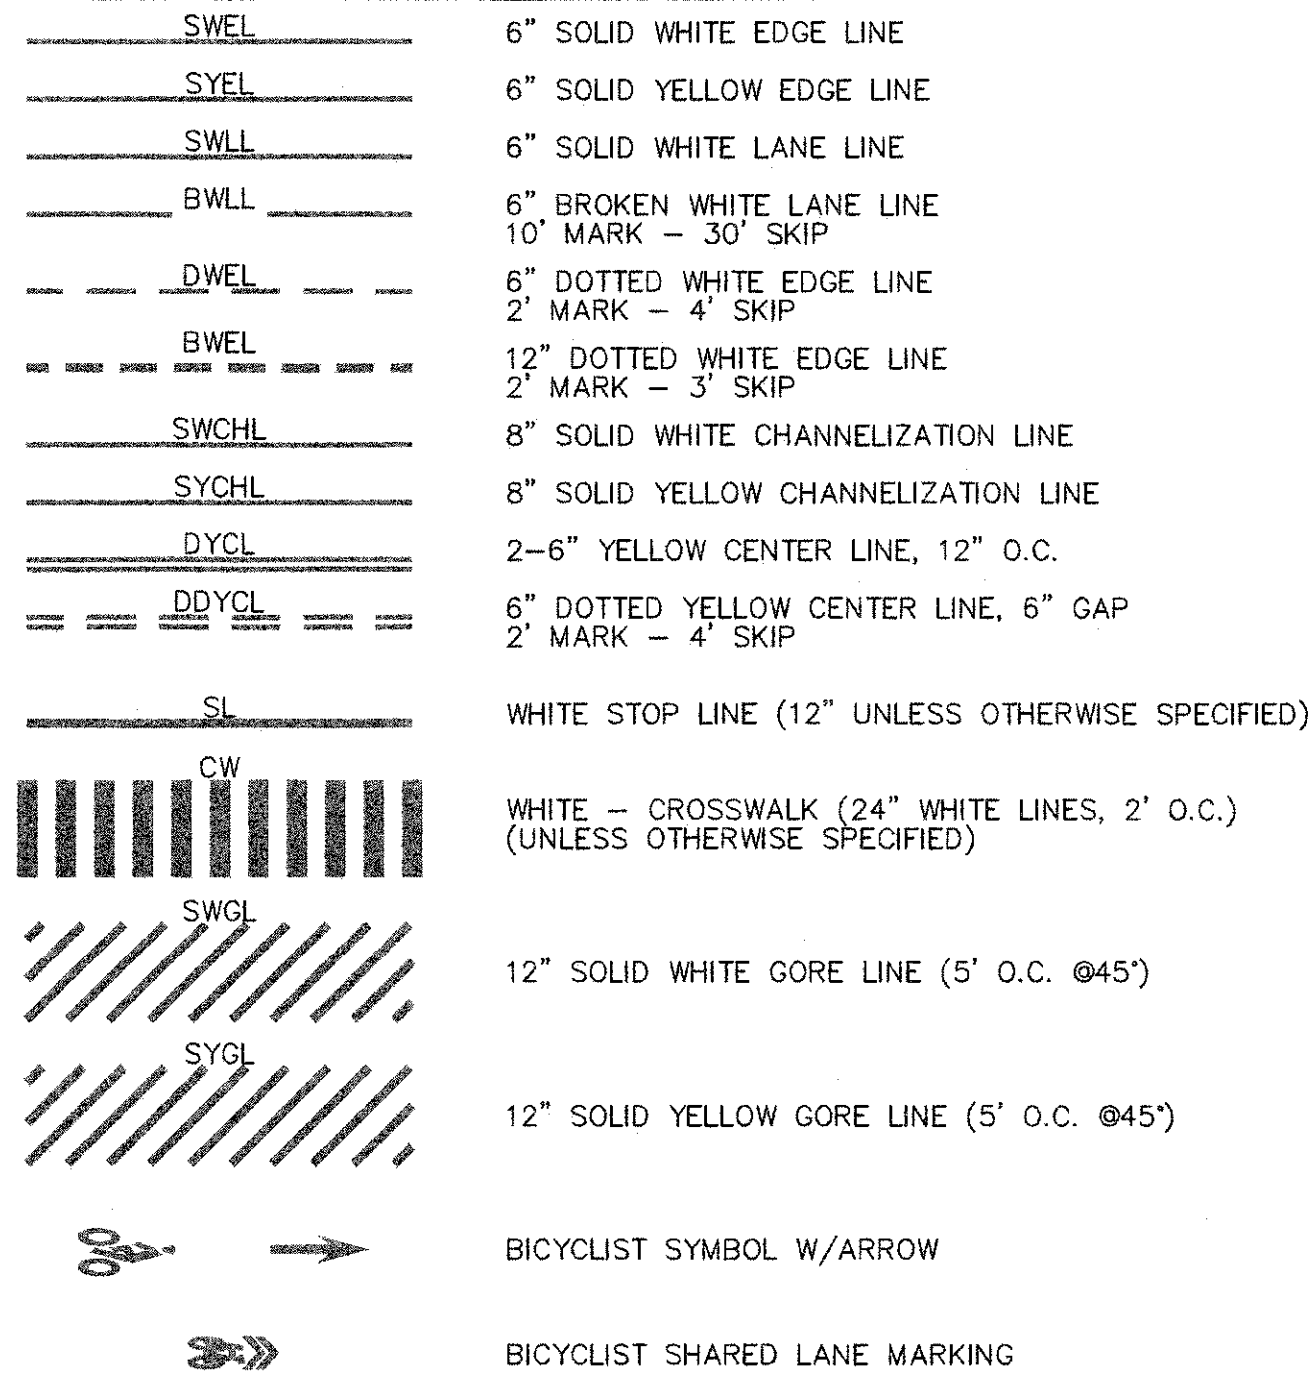 SWEL 6" SOLID WHITE EDGE LINE
SYEL 6" SOLID YELLOW EDGE LINE
SWLL 6" SOLID WHITE LANE LINE
BWLL 6" BROKEN WHITE LANE LINE
10' MARK – 30' SKIP
DWEL 6" DOTTED WHITE EDGE LINE
2' MARK – 4' SKIP
BWEL 12" DOTTED WHITE EDGE LINE
2' MARK – 3' SKIP
SWCHL 8" SOLID WHITE CHANNELIZATION LINE
SYCHL 8" SOLID YELLOW CHANNELIZATION LINE
DYCL 2–6" YELLOW CENTER LINE, 12" O.C.
DDYCL 6" DOTTED YELLOW CENTER LINE, 6" GAP
2' MARK – 4' SKIP
SL WHITE STOP LINE (12" UNLESS OTHERWISE SPECIFIED)
CW WHITE – CROSSWALK (24" WHITE LINES, 2' O.C.)
(UNLESS OTHERWISE SPECIFIED)
SWGL 12" SOLID WHITE GORE LINE (5' O.C. @45°)
SYGL 12" SOLID YELLOW GORE LINE (5' O.C. @45°)
BICYCLIST SYMBOL W/ARROW
BICYCLIST SHARED LANE MARKING